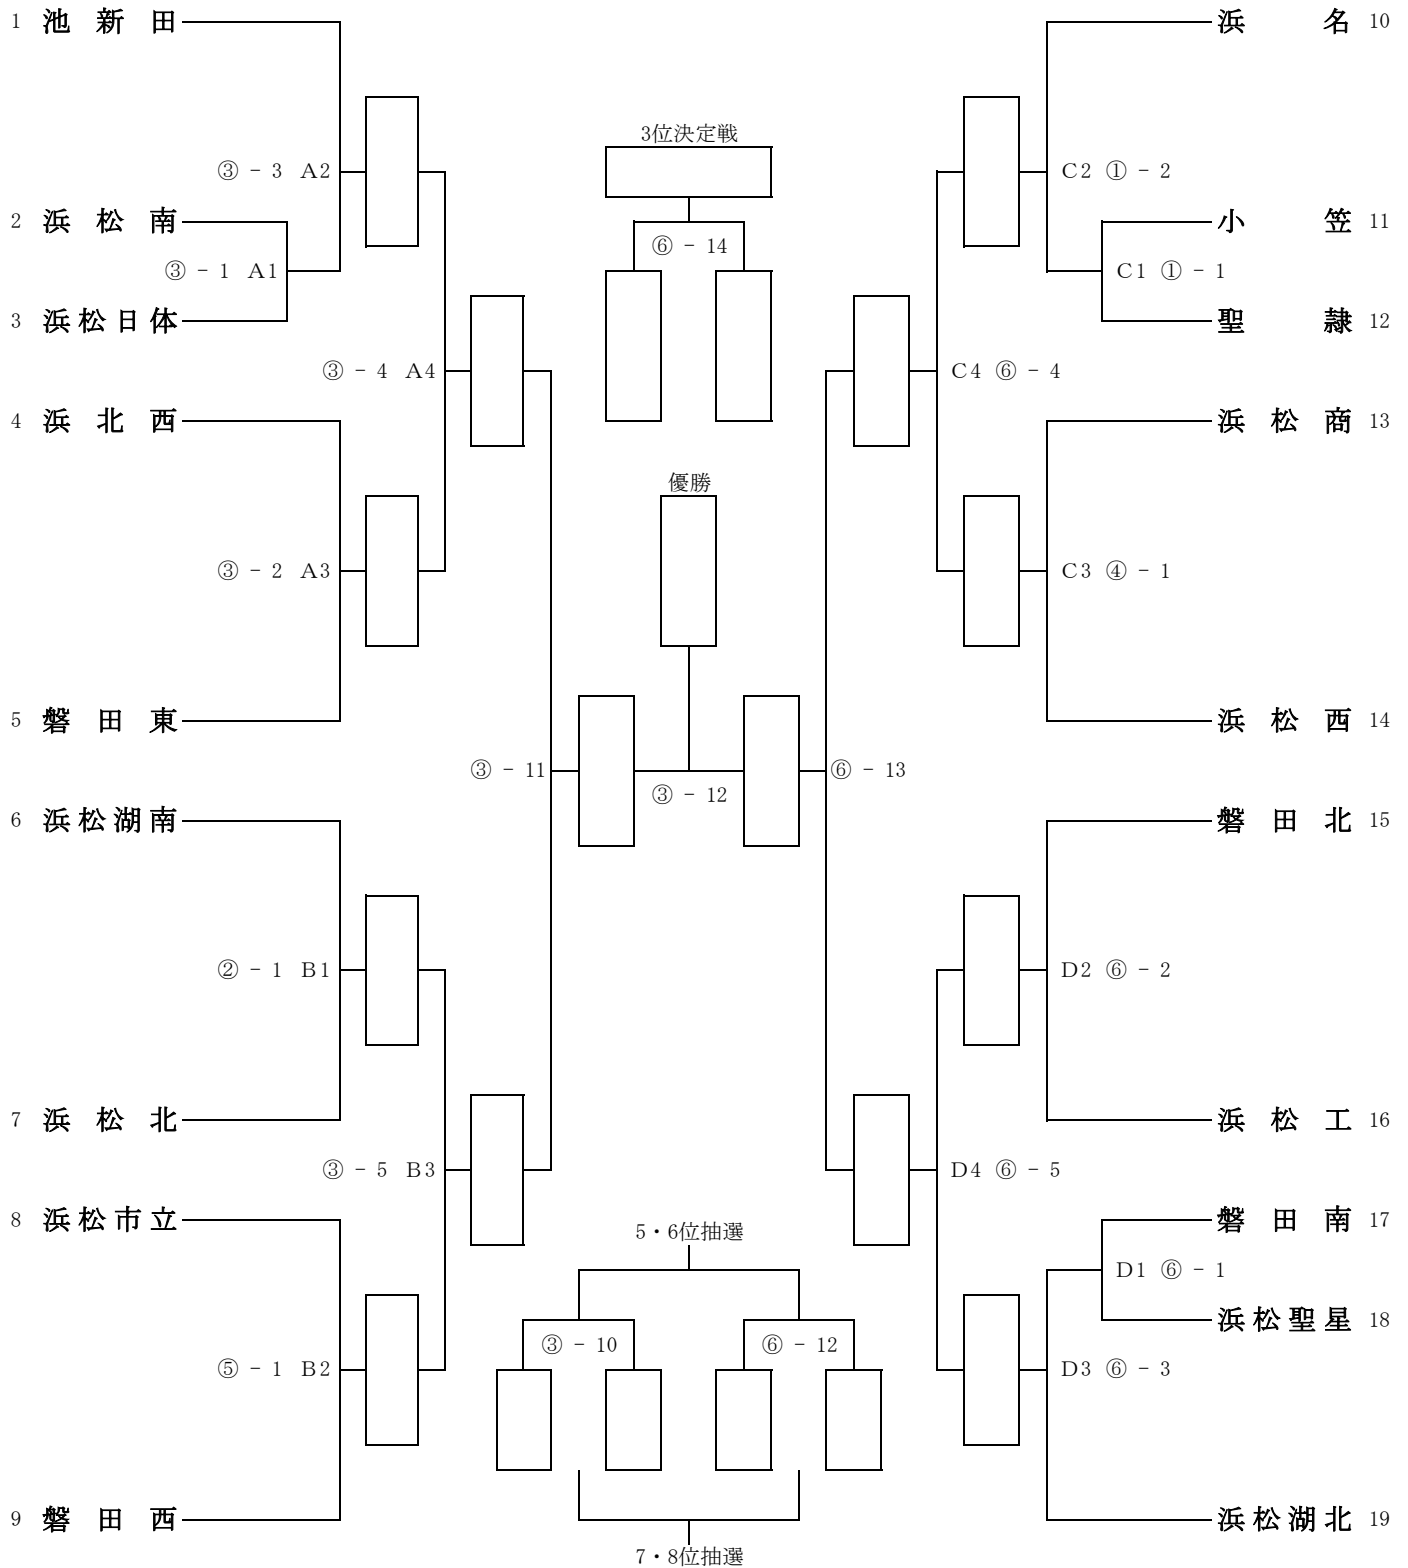 1 池新田
浜名 10
3位決定戦
③ - 3 A2
C2 ① - 2
2 浜松南
小笠 11
⑥ - 14
③ - 1 A1
C1 ① - 1
3 浜松日体
聖隷 12
③ - 4 A4
C4 ⑥ - 4
4 浜北西
浜松商 13
優勝
③ - 2 A3
C3 ④ - 1
5 磐田東
浜松西 14
③ - 11
⑥ - 13
③ - 12
6 浜松湖南
磐田北 15
② - 1 B1
D2 ⑥ - 2
7 浜松北
浜松工 16
③ - 5 B3
D4 ⑥ - 5
8 浜松市立
磐田南 17
5・6位抽選
D1 ⑥ - 1
浜松聖星 18
③ - 10
⑥ - 12
⑤ - 1 B2
D3 ⑥ - 3
9 磐田西
浜松湖北 19
7・8位抽選